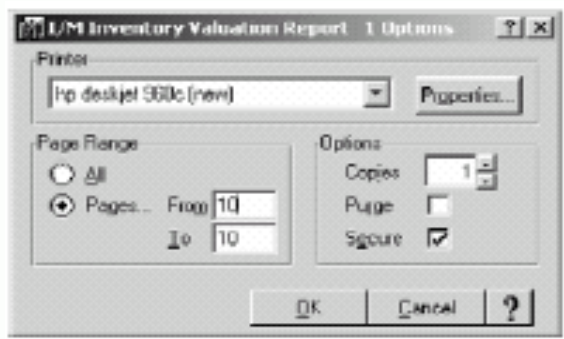 I/M Inventory Valuation Report 1 Options ? ×
Printer
hp deskjet 960c (new) Properties...
Page Range
All
Pages... From 10
To 10
Options
Copies 1
Purge
Secure
OK Cancel ?